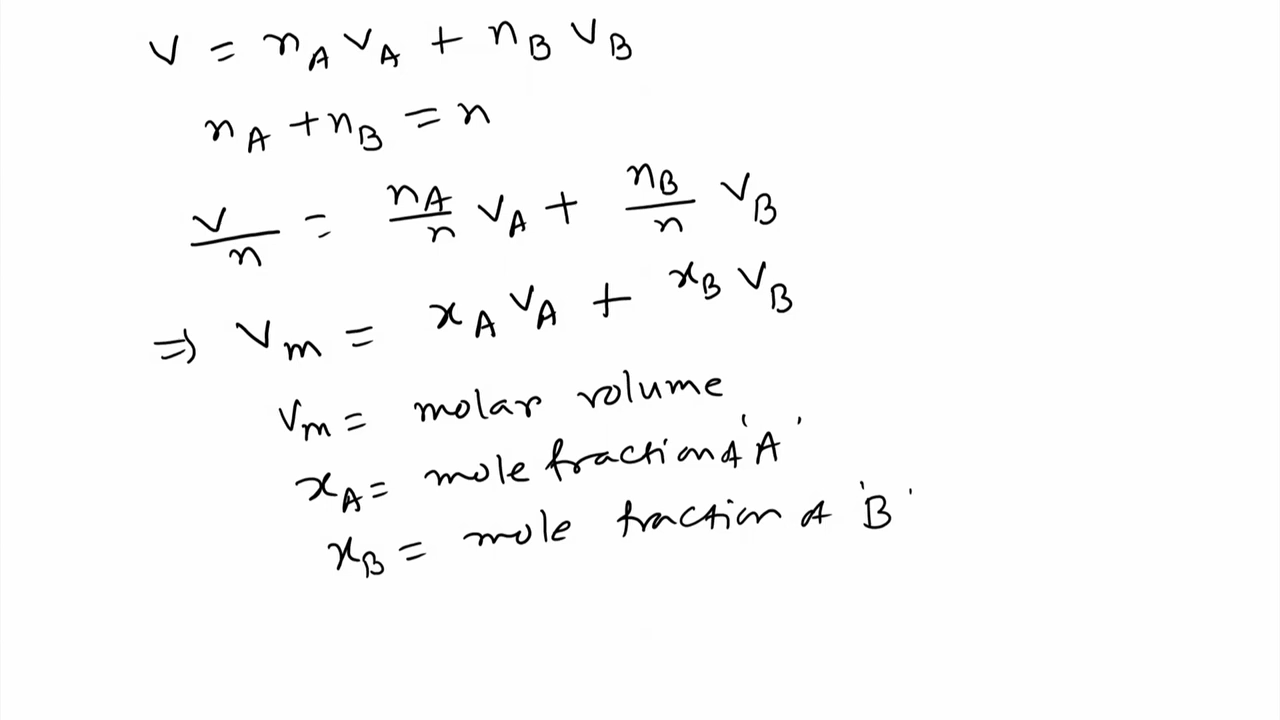 V = n_A V_A + n_B V_B
n_A + n_B = n
V/n = n_A/n V_A + n_B/n V_B
⇒ V_m = x_A V_A + x_B V_B
V_m = molar volume
x_A = mole fraction of 'A'
x_B = mole fraction of 'B'